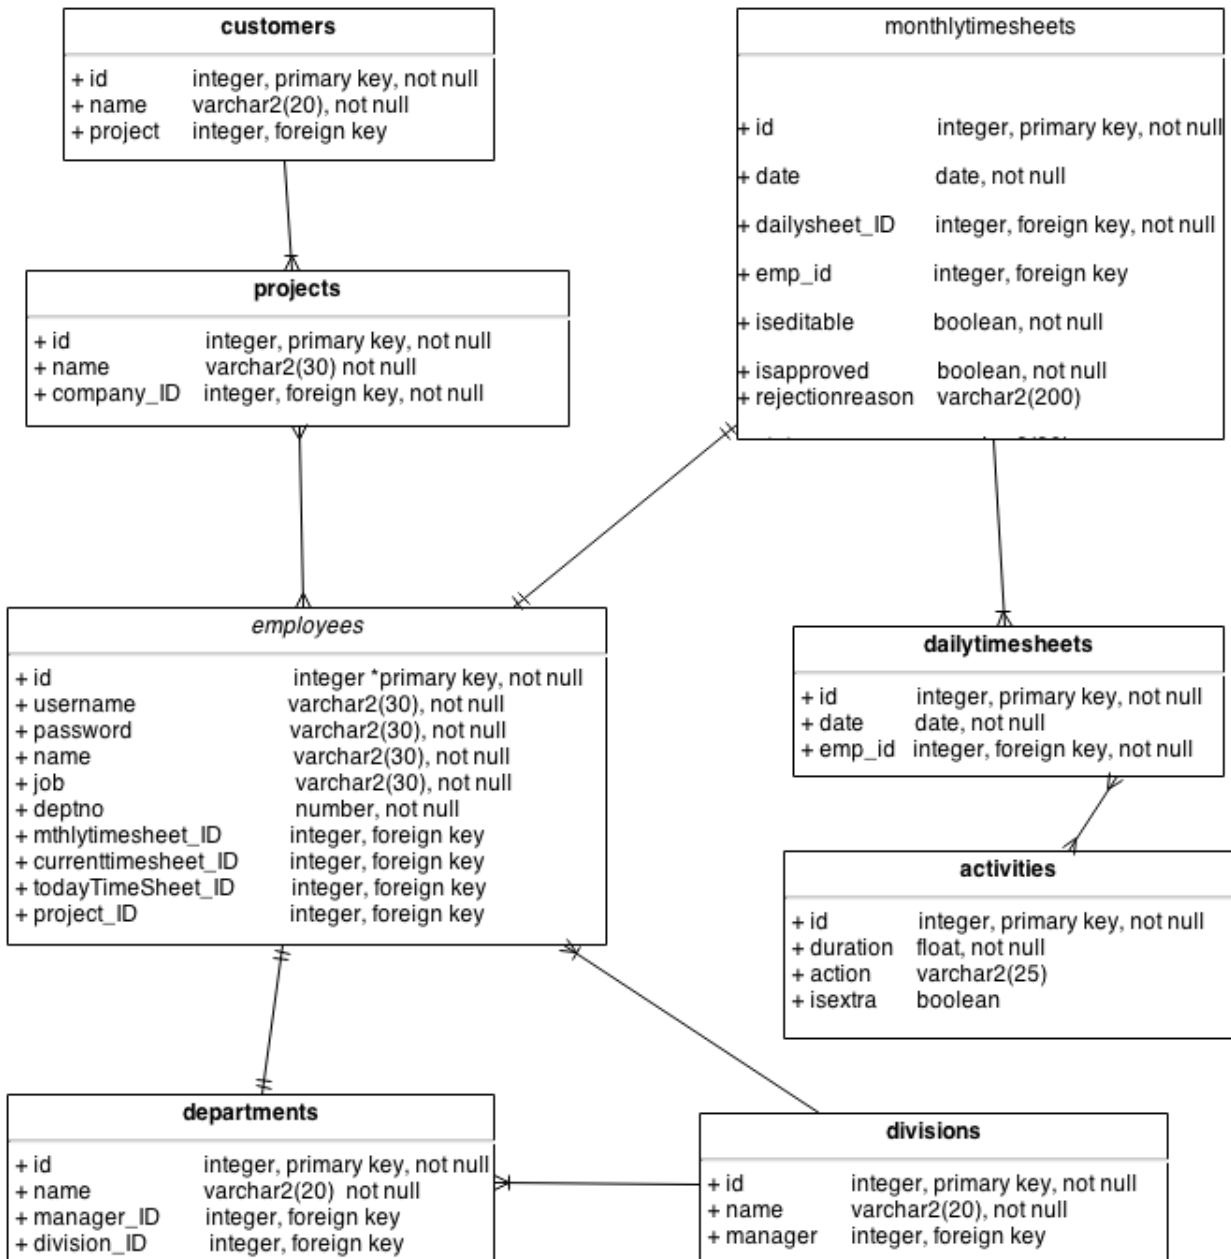 customers
+ id integer, primary key, not null
+ name varchar2(20), not null
+ project integer, foreign key
monthlytimesheets
+ id integer, primary key, not null
+ date date, not null
+ dailysheet_ID integer, foreign key, not null
+ emp_id integer, foreign key
+ iseditable boolean, not null
+ isapproved boolean, not null
+ rejectionreason varchar2(200)
projects
+ id integer, primary key, not null
+ name varchar2(30) not null
+ company_ID integer, foreign key, not null
employees
+ id integer *primary key, not null
+ username varchar2(30), not null
+ password varchar2(30), not null
+ name varchar2(30), not null
+ job varchar2(30), not null
+ deptno number, not null
+ mthlytimesheet_ID integer, foreign key
+ currenttimesheet_ID integer, foreign key
+ todayTimeSheet_ID integer, foreign key
+ project_ID integer, foreign key
dailytimesheets
+ id integer, primary key, not null
+ date date, not null
+ emp_id integer, foreign key, not null
activities
+ id integer, primary key, not null
+ duration float, not null
+ action varchar2(25)
+ isextra boolean
departments
+ id integer, primary key, not null
+ name varchar2(20) not null
+ manager_ID integer, foreign key
+ division_ID integer, foreign key
divisions
+ id integer, primary key, not null
+ name varchar2(20), not null
+ manager integer, foreign key